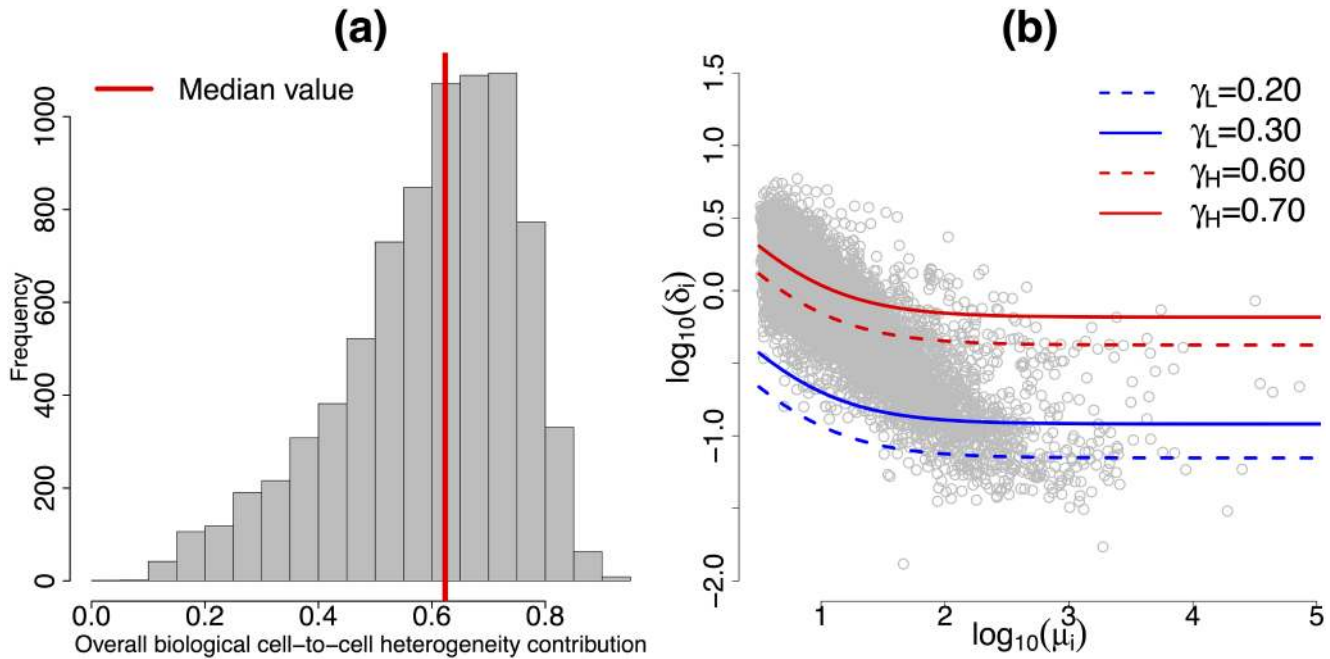 (a)
Median value
Frequency
0
200
400
600
800
1000
0.0 0.2 0.4 0.6 0.8
Overall biological cell-to-cell heterogeneity contribution
(b)
γL=0.20
γL=0.30
γH=0.60
γH=0.70
log10(δi)
1.5
1.0
0.5
0.0
−1.0
−2.0
1 2 3 4 5
log10(μi)